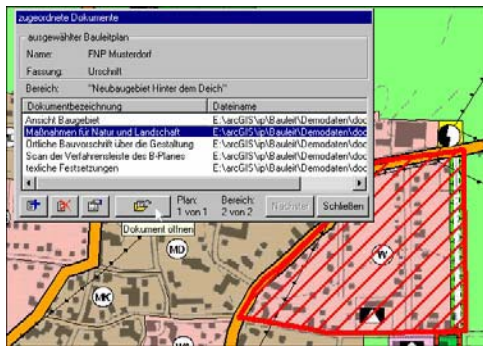 zugeordnete Dokumente
ausgewählter Bauleitplan
Name: FNP Musterdorf
Fassung: Urschrift
Bereich: "Neubaugebiet Hinter dem Deich"
Dokumentbezeichnung Dateiname
Ansicht Baugebiet E:\arcGIS\ip\Bauleit\Demodaten\doc
Maßnahmen für Natur und Landschaft E:\arcGIS\ip\Bauleit\Demodaten\doc
Örtliche Bauvorschrift über die Gestaltung E:\arcGIS\ip\Bauleit\Demodaten\doc
Scan der Verfahrensleiste des B-Planes E:\arcGIS\ip\Bauleit\Demodaten\doc
texliche Festsetzungen E:\arcGIS\ip\Bauleit\Demodaten\doc
Plan: Bereich:
1 von 1 2 von 2 Nächster Schließen
Dokument öffnen
MD
W
MK